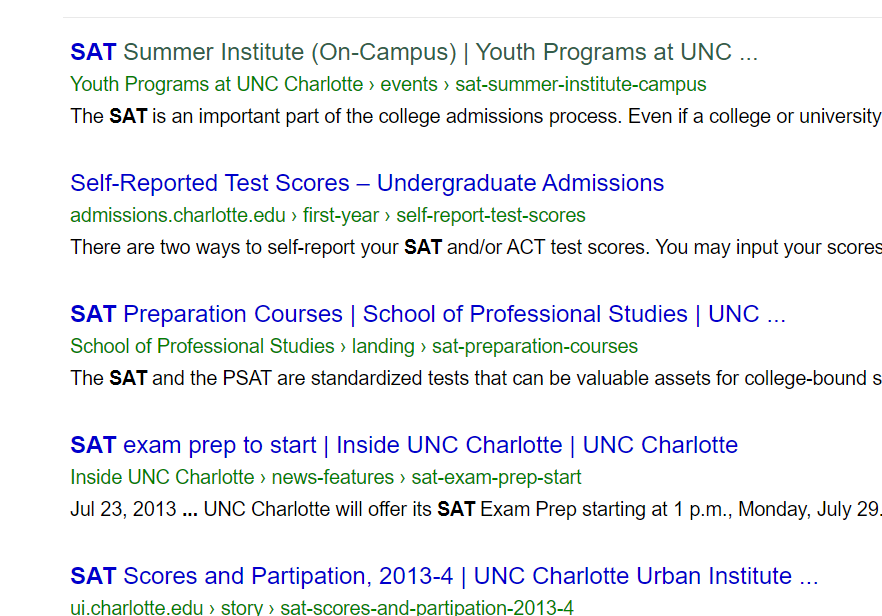 SAT Summer Institute (On-Campus) | Youth Programs at UNC ...
Youth Programs at UNC Charlotte › events › sat-summer-institute-campus
The SAT is an important part of the college admissions process. Even if a college or university
Self-Reported Test Scores – Undergraduate Admissions
admissions.charlotte.edu › first-year › self-report-test-scores
There are two ways to self-report your SAT and/or ACT test scores. You may input your scores
SAT Preparation Courses | School of Professional Studies | UNC ...
School of Professional Studies › landing › sat-preparation-courses
The SAT and the PSAT are standardized tests that can be valuable assets for college-bound s
SAT exam prep to start | Inside UNC Charlotte | UNC Charlotte
Inside UNC Charlotte › news-features › sat-exam-prep-start
Jul 23, 2013 ... UNC Charlotte will offer its SAT Exam Prep starting at 1 p.m., Monday, July 29.
SAT Scores and Partipation, 2013-4 | UNC Charlotte Urban Institute ...
ui.charlotte.edu › story › sat-scores-and-partipation-2013-4